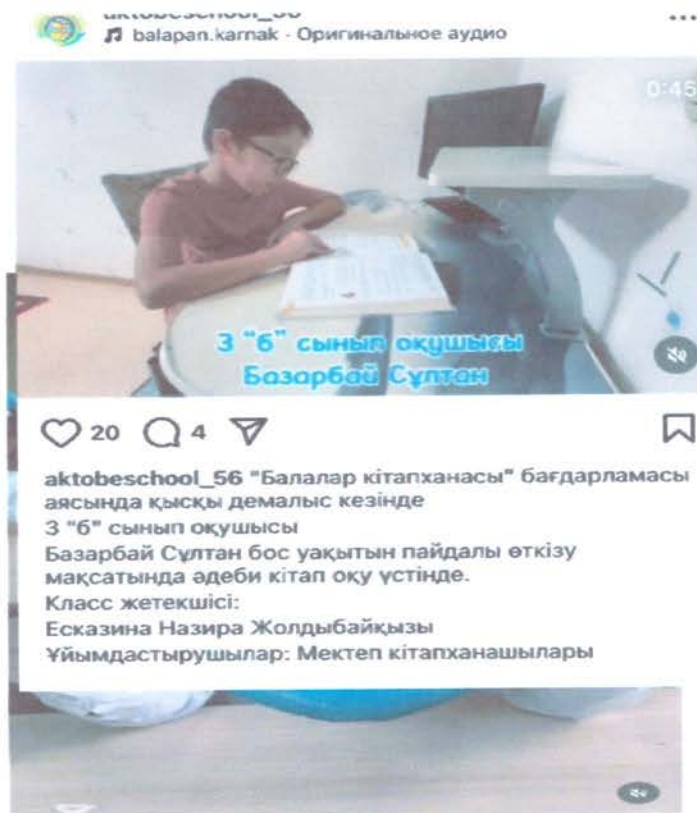 aktobeschool_56
balapan.karnak · Оригинальное аудио
0:45
3 "б" сынып оқушысы
Базарбай Сұлтан
20 4
aktobeschool_56 "Балалар кітапханасы" бағдарламасы
аясында қысқы демалыс кезінде
3 "б" сынып оқушысы
Базарбай Сұлтан бос уақытын пайдалы өткізу
мақсатында әдеби кітап оқу үстінде.
Класс жетекшісі:
Есказина Назира Жолдыбайқызы
Ұйымдастырушылар: Мектеп кітапханашылары